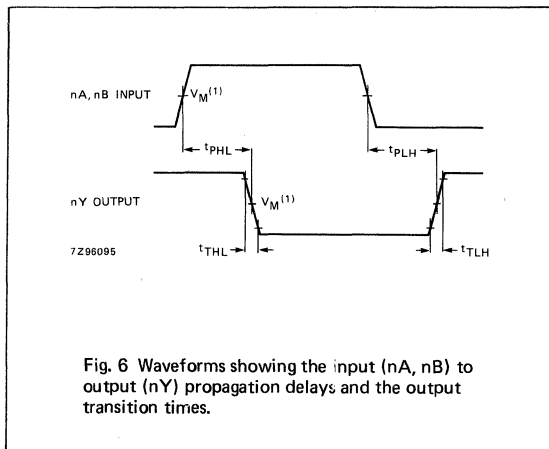 nA, nB INPUT
V_M(1)
t_PHL
t_PLH
nY OUTPUT
V_M(1)
7Z96095
t_THL
t_TLH
Fig. 6 Waveforms showing the input (nA, nB) to
output (nY) propagation delays and the output
transition times.